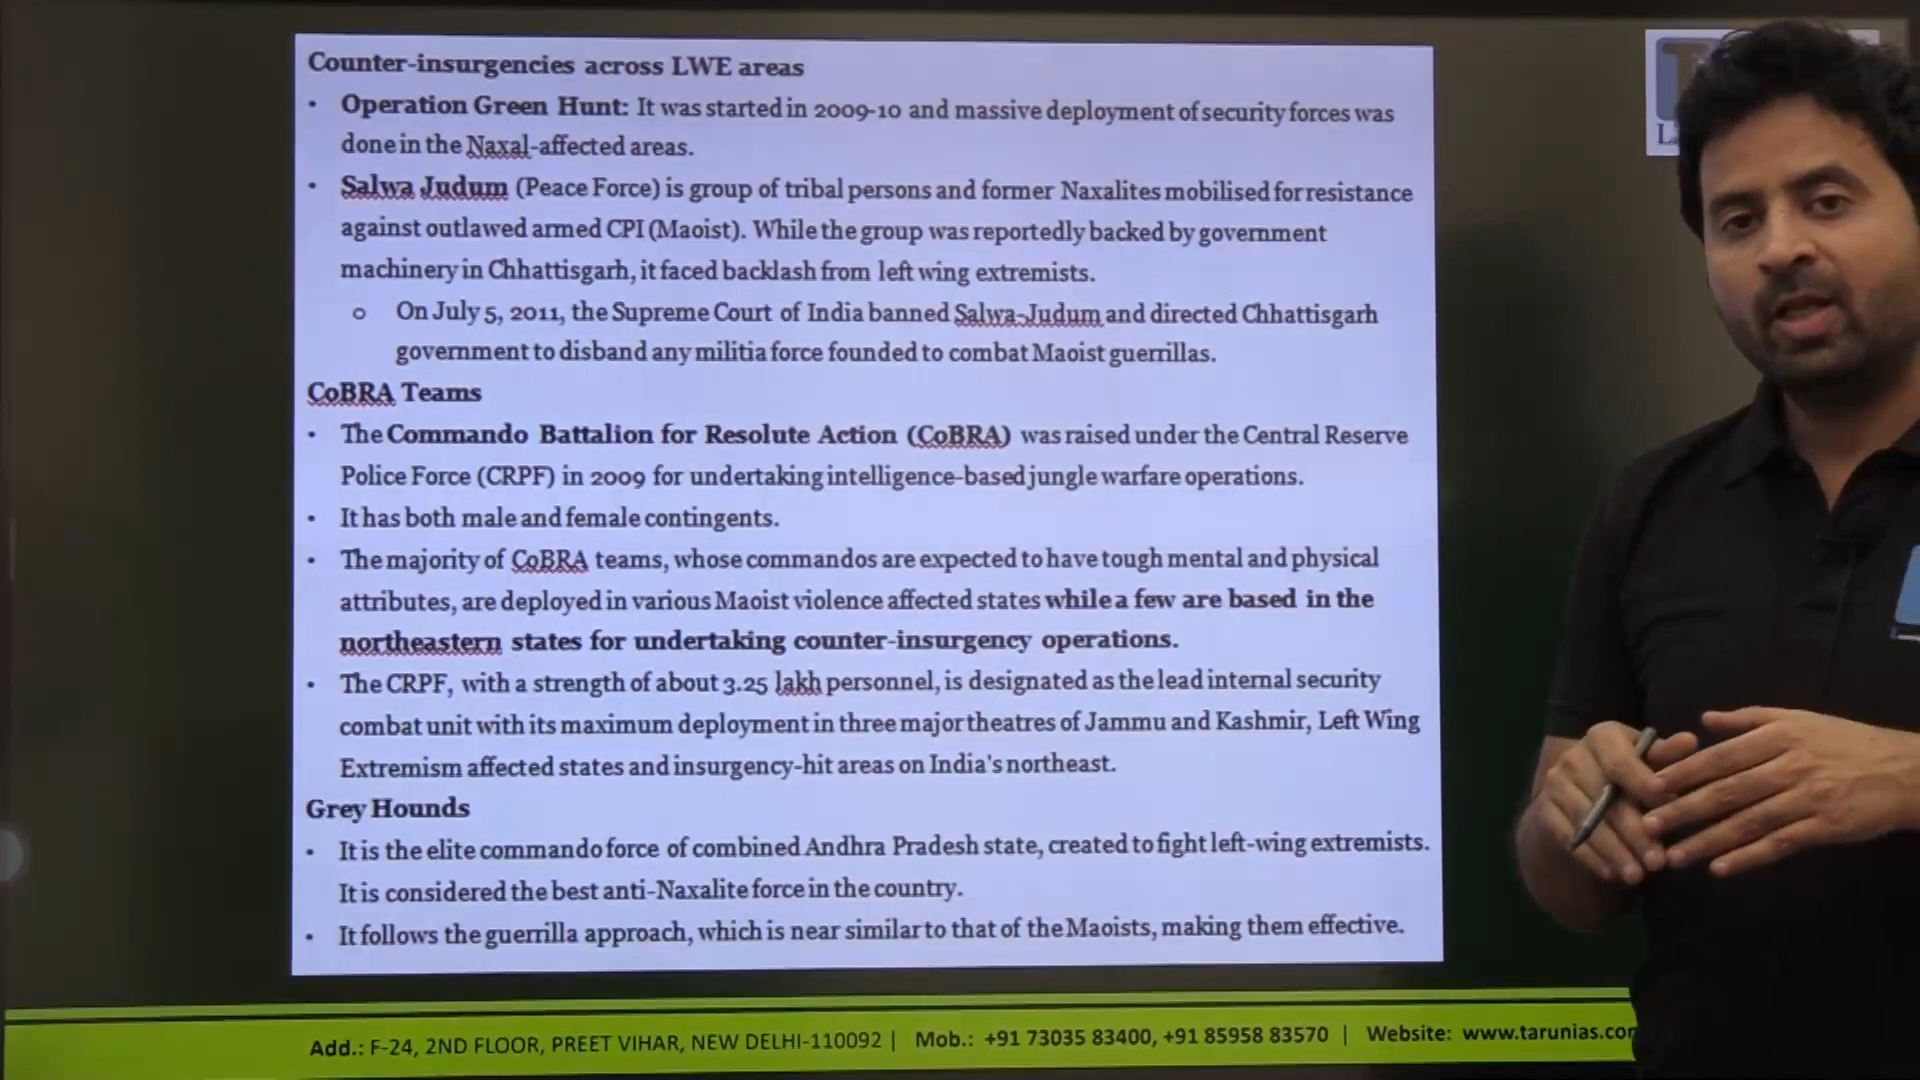 Counter-insurgencies across LWE areas
• Operation Green Hunt: It was started in 2009-10 and massive deployment of security forces was
done in the Naxal-affected areas.
• Salwa Judum (Peace Force) is group of tribal persons and former Naxalites mobilised for resistance
against outlawed armed CPI (Maoist). While the group was reportedly backed by government
machinery in Chhattisgarh, it faced backlash from left wing extremists.
o On July 5, 2011, the Supreme Court of India banned Salwa-Judum and directed Chhattisgarh
government to disband any militia force founded to combat Maoist guerrillas.
CoBRA Teams
• The Commando Battalion for Resolute Action (CoBRA) was raised under the Central Reserve
Police Force (CRPF) in 2009 for undertaking intelligence-based jungle warfare operations.
• It has both male and female contingents.
• The majority of CoBRA teams, whose commandos are expected to have tough mental and physical
attributes, are deployed in various Maoist violence affected states while a few are based in the
northeastern states for undertaking counter-insurgency operations.
• The CRPF, with a strength of about 3.25 lakh personnel, is designated as the lead internal security
combat unit with its maximum deployment in three major theatres of Jammu and Kashmir, Left Wing
Extremism affected states and insurgency-hit areas on India's northeast.
Grey Hounds
• It is the elite commando force of combined Andhra Pradesh state, created to fight left-wing extremists.
It is considered the best anti-Naxalite force in the country.
• It follows the guerrilla approach, which is near similar to that of the Maoists, making them effective.
Add.: F-24, 2ND FLOOR, PREET VIHAR, NEW DELHI-110092 | Mob.: +91 73035 83400, +91 85958 83570 | Website: www.tarunias.co